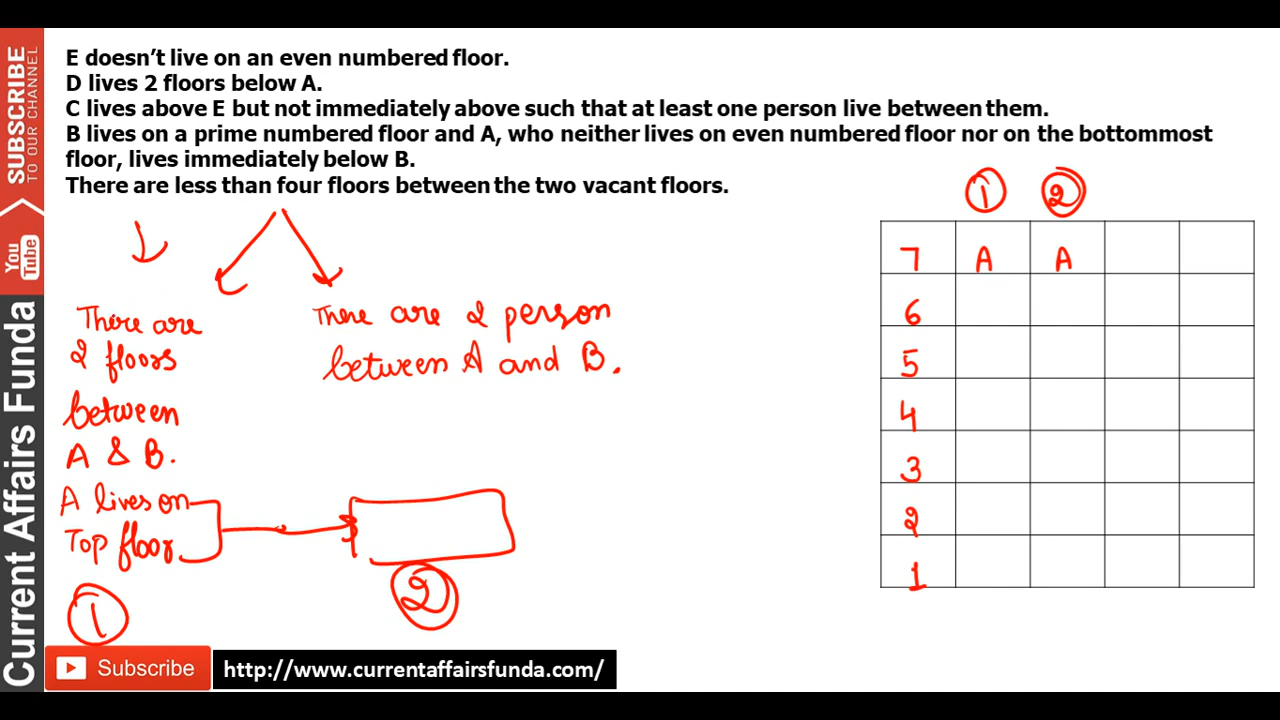 E doesn’t live on an even numbered floor.
D lives 2 floors below A.
C lives above E but not immediately above such that at least one person live between them.
B lives on a prime numbered floor and A, who neither lives on even numbered floor nor on the bottommost
floor, lives immediately below B.
There are less than four floors between the two vacant floors.
There are
2 floors
between
A & B.
A lives on
Top floor
1
There are 2 person
between A and B.
2
1 2
7 A A
6
5
4
3
2
1
SUBSCRIBE
TO OUR CHANNEL
You
Tube
Current Affairs Funda
Subscribe
http://www.currentaffairsfunda.com/